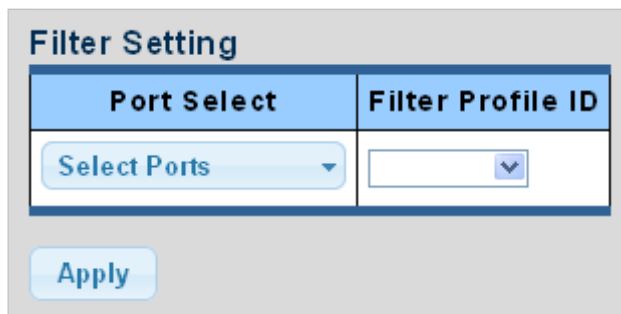 Filter Setting
Port Select Filter Profile ID
Select Ports
Apply